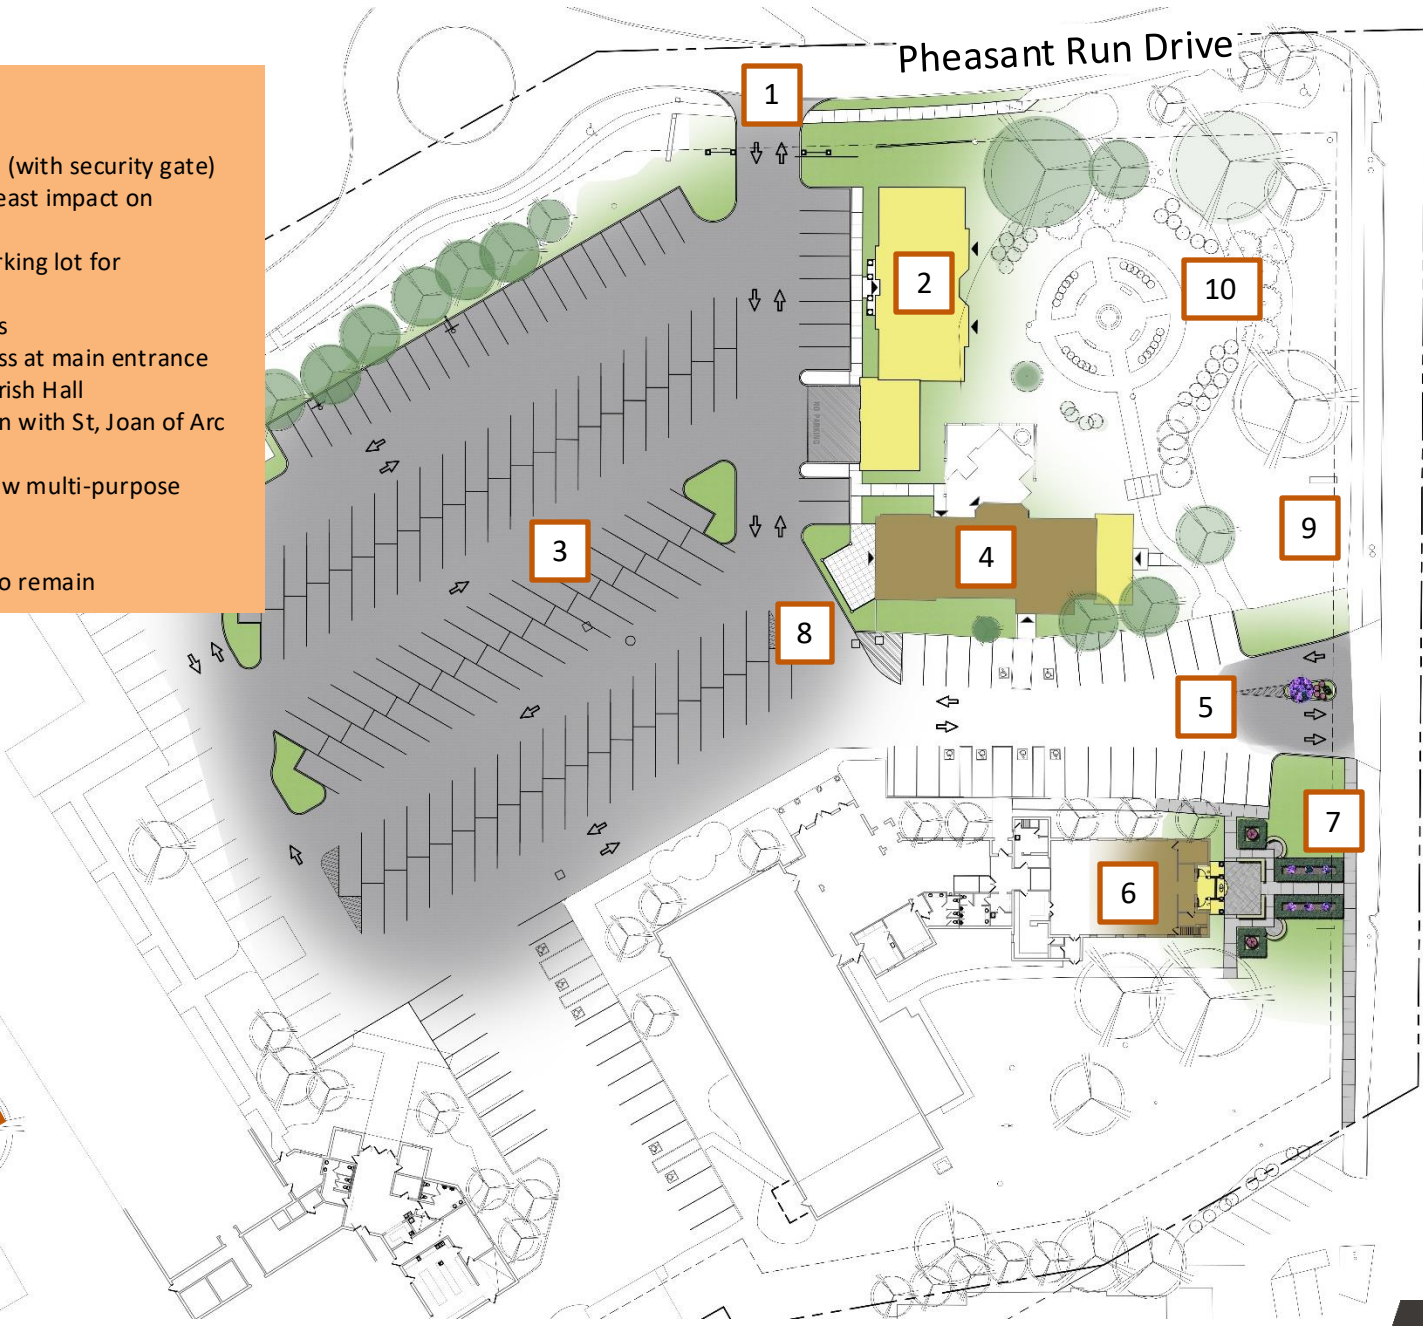 Pheasant Run Drive
(with security gate)
east impact on
rking lot for
s
ss at main entrance
rish Hall
n with St, Joan of Arc
w multi-purpose
o remain
1
2
10
3
9
4
8
5
7
6
NO PARKING